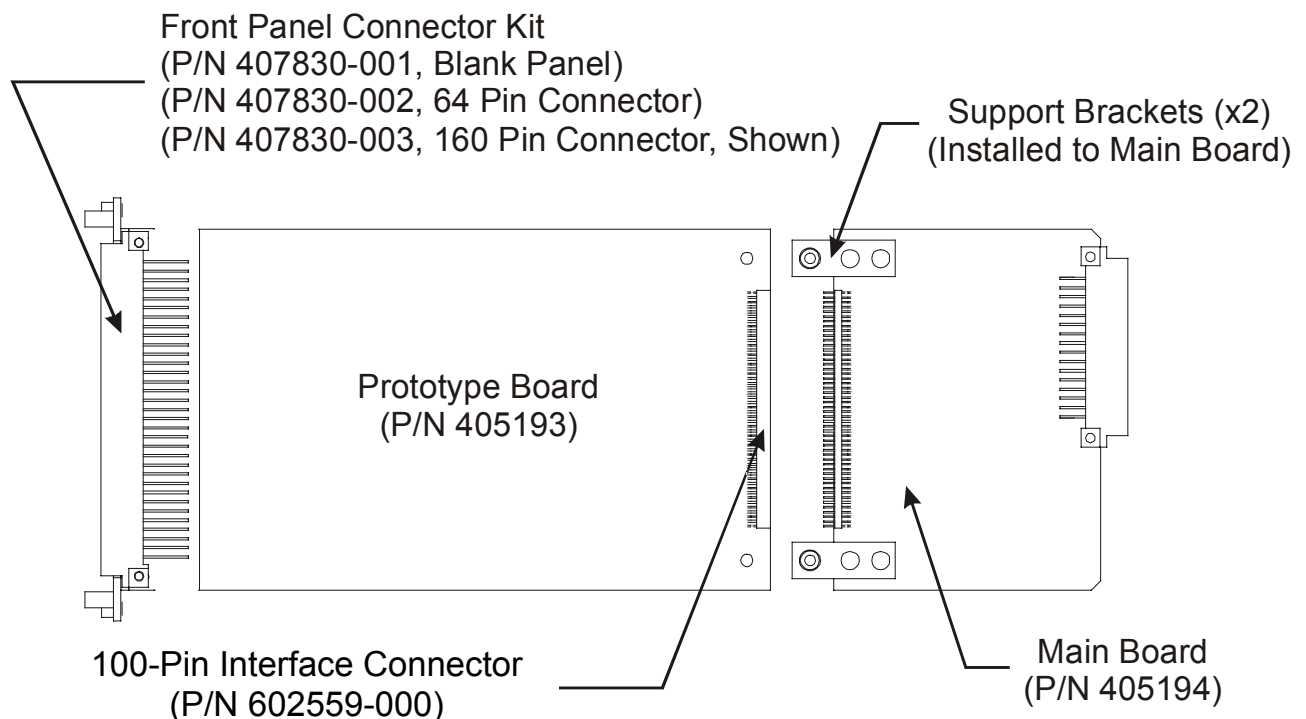 Front Panel Connector Kit
(P/N 407830-001, Blank Panel)
(P/N 407830-002, 64 Pin Connector)
(P/N 407830-003, 160 Pin Connector, Shown)
Support Brackets (x2)
(Installed to Main Board)
Prototype Board
(P/N 405193)
100-Pin Interface Connector
(P/N 602559-000)
Main Board
(P/N 405194)